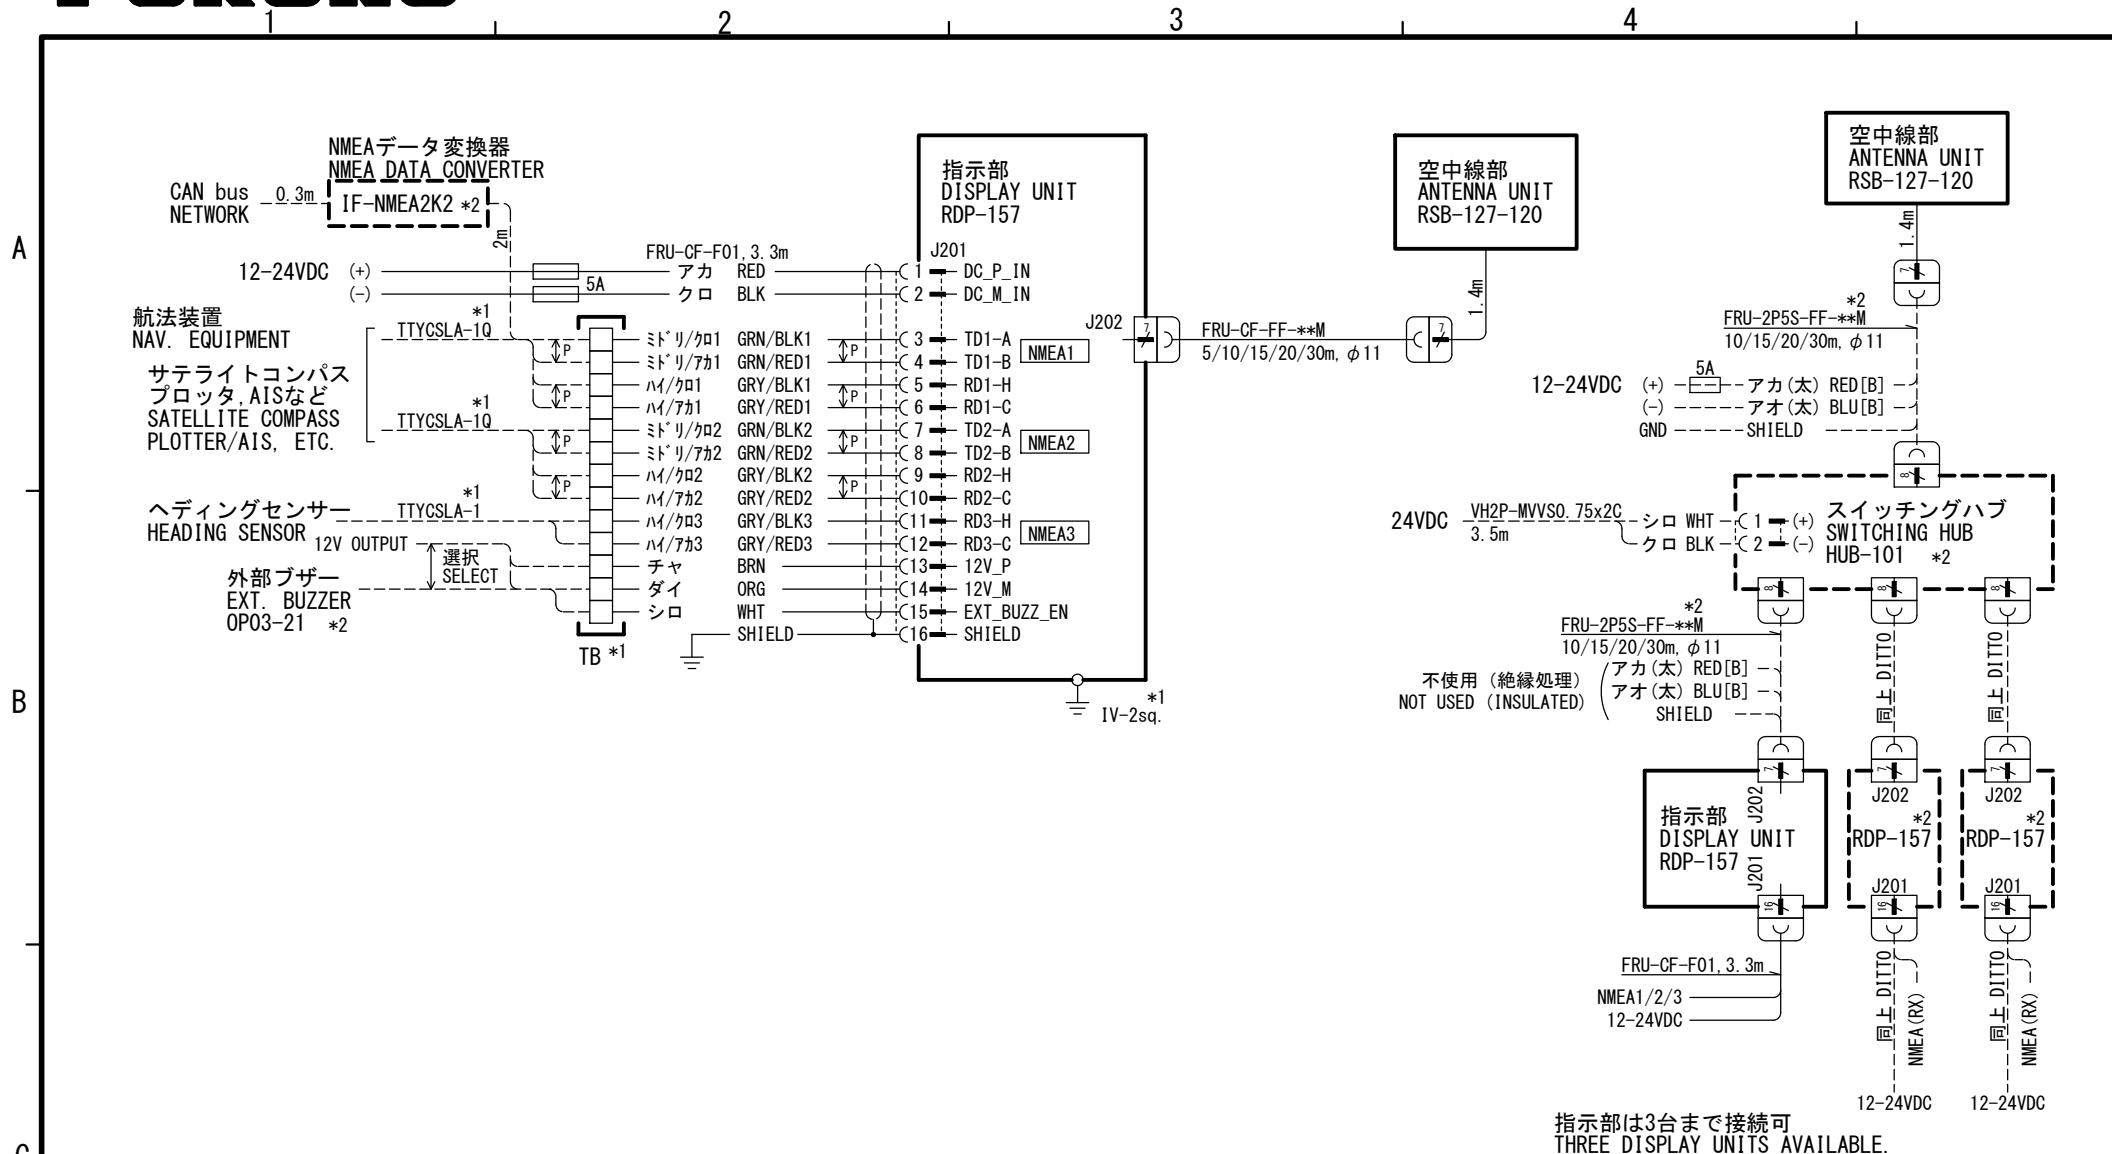 FURUNO
1
2
3
4
A
B
C
NMEAデータ変換器
NMEA DATA CONVERTER
CAN bus
NETWORK
0.3m
IF-NMEA2K2 *2
2m
12-24VDC (+)
(-)
5A
FRU-CF-F01,3.3m
アカ RED
クロ BLK
航法装置
NAV. EQUIPMENT
サテライトコンパス
プロッタ,AISなど
SATELLITE COMPASS
PLOTTER/AIS, ETC.
*1
TTYCSLA-1Q
*1
TTYCSLA-1Q
P
P
P
P
ヘディングセンサー
HEADING SENSOR
*1
TTYCSLA-1
12V OUTPUT
選択
SELECT
外部ブザー
EXT. BUZZER
OP03-21 *2
TB *1
ミドリ/クロ1 GRN/BLK1
ミドリ/アカ1 GRN/RED1
ハイ/クロ1 GRY/BLK1
ハイ/アカ1 GRY/RED1
ミドリ/クロ2 GRN/BLK2
ミドリ/アカ2 GRN/RED2
ハイ/クロ2 GRY/BLK2
ハイ/アカ2 GRY/RED2
ハイ/クロ3 GRY/BLK3
ハイ/アカ3 GRY/RED3
チャ BRN
ダイ ORG
シロ WHT
SHIELD
P
P
P
P
指示部
DISPLAY UNIT
RDP-157
J201
1 DC_P_IN
2 DC_M_IN
3 TD1-A
4 TD1-B
5 RD1-H
6 RD1-C
7 TD2-A
8 TD2-B
9 RD2-H
10 RD2-C
11 RD3-H
12 RD3-C
13 12V_P
14 12V_M
15 EXT_BUZZ_EN
16 SHIELD
NMEA1
NMEA2
NMEA3
*1
IV-2sq.
J202
7
FRU-CF-FF-**M
5/10/15/20/30m, φ11
7
1.4m
空中線部
ANTENNA UNIT
RSB-127-120
空中線部
ANTENNA UNIT
RSB-127-120
1.4m
7
*2
FRU-2P5S-FF-**M
10/15/20/30m, φ11
12-24VDC (+) 5A アカ(太) RED[B]
(-) アオ(太) BLU[B]
GND SHIELD
8
24VDC
VH2P-MVVS0.75x2C
3.5m
シロ WHT 1 (+)
クロ BLK 2 (-)
スイッチングハブ
SWITCHING HUB
HUB-101 *2
8
8
8
*2
FRU-2P5S-FF-**M
10/15/20/30m, φ11
不使用(絶縁処理)
NOT USED (INSULATED)
アカ(太) RED[B]
アオ(太) BLU[B]
SHIELD
同上 DITTO
同上 DITTO
7
7
7
指示部
DISPLAY UNIT
RDP-157
J202
J201
J202
*2
RDP-157
J201
J202
*2
RDP-157
J201
16
16
16
FRU-CF-F01,3.3m
NMEA1/2/3
12-24VDC
同上 DITTO
NMEA(RX)
12-24VDC
同上 DITTO
NMEA(RX)
12-24VDC
指示部は3台まで接続可
THREE DISPLAY UNITS AVAILABLE.